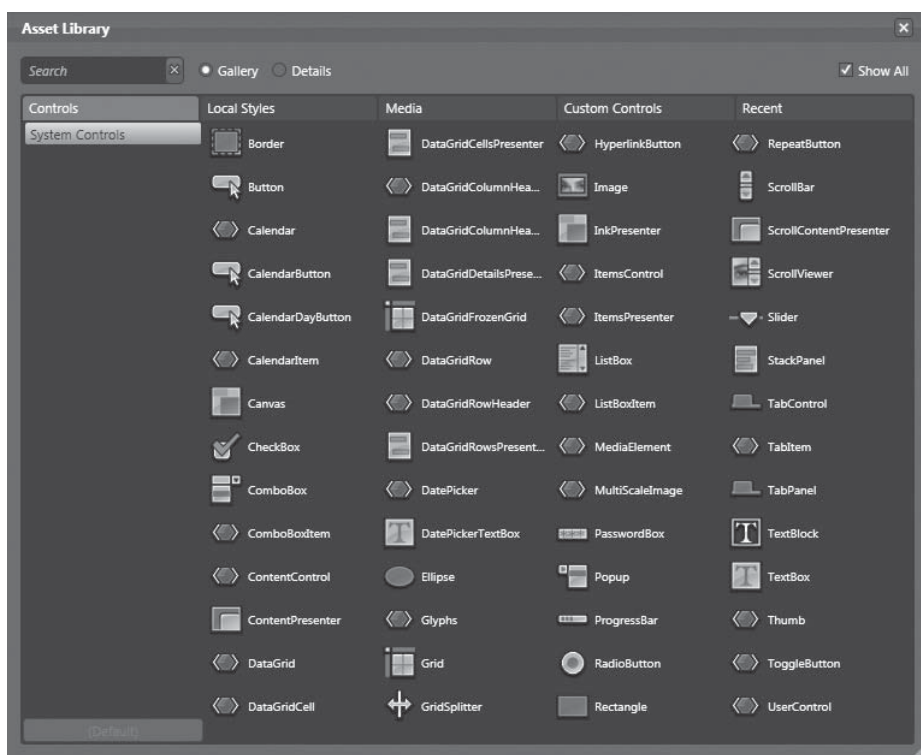 Asset Library
Search
Gallery
Details
Show All
Controls
Local Styles
Media
Custom Controls
Recent
System Controls
Border
DataGridCellsPresenter
HyperlinkButton
RepeatButton
Button
DataGridColumnHea...
Image
ScrollBar
Calendar
DataGridColumnHea...
InkPresenter
ScrollContentPresenter
CalendarButton
DataGridDetailsPrese...
ItemsControl
ScrollViewer
CalendarDayButton
DataGridFrozenGrid
ItemsPresenter
Slider
CalendarItem
DataGridRow
ListBox
StackPanel
Canvas
DataGridRowHeader
ListBoxItem
TabControl
CheckBox
DataGridRowsPresent...
MediaElement
TabItem
ComboBox
DatePicker
MultiScaleImage
TabPanel
ComboBoxItem
DatePickerTextBox
PasswordBox
TextBlock
ContentControl
Ellipse
Popup
TextBox
ContentPresenter
Glyphs
ProgressBar
Thumb
DataGrid
Grid
RadioButton
ToggleButton
DataGridCell
GridSplitter
Rectangle
UserControl
(Default)